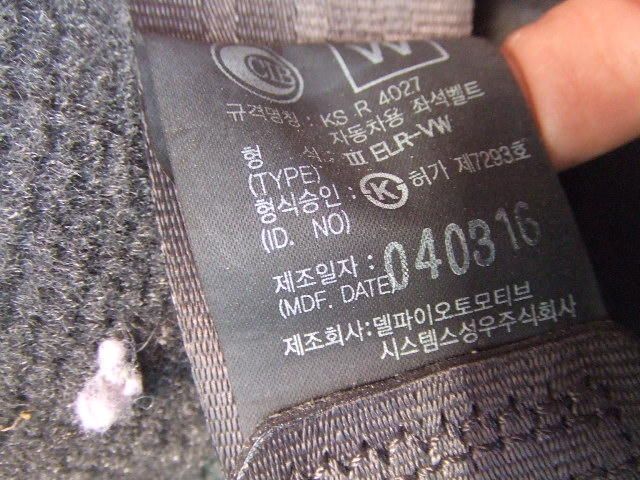 CIB
W
규격명칭 : KS R 4027
자동차용 좌석벨트
형 식 : III ELR-VW
(TYPE)
형식승인 : K 허가 제7293호
(ID. NO)
제조일자 : 040316
(MDF. DATE)
제조회사:델파이오토모티브
시스템스성우주식회사